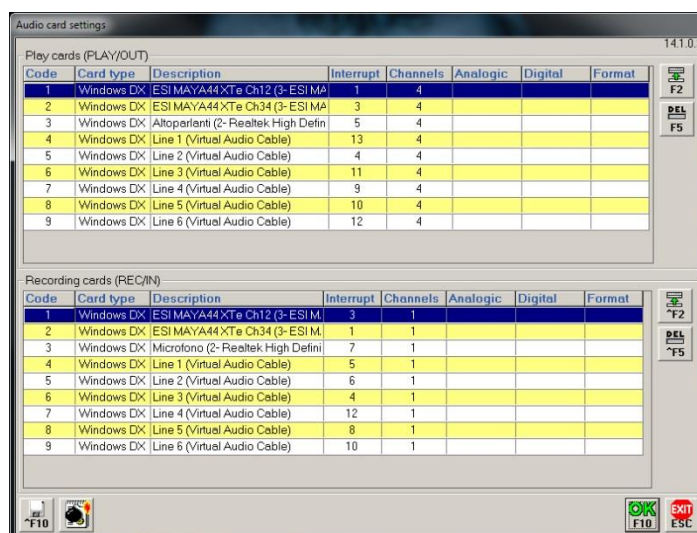 Audio card settings
14.1.0.
Play cards (PLAY/OUT)
Code Card type Description Interrupt Channels Analogic Digital Format
1 Windows DX ESI MAYA44 XTe Ch12 (3- ESI MA 1 4
2 Windows DX ESI MAYA44 XTe Ch34 (3- ESI MA 3 4
3 Windows DX Altoparlanti (2- Realtek High Defin 5 4
4 Windows DX Line 1 (Virtual Audio Cable) 13 4
5 Windows DX Line 2 (Virtual Audio Cable) 4 4
6 Windows DX Line 3 (Virtual Audio Cable) 11 4
7 Windows DX Line 4 (Virtual Audio Cable) 9 4
8 Windows DX Line 5 (Virtual Audio Cable) 10 4
9 Windows DX Line 6 (Virtual Audio Cable) 12 4
F2
DEL
F5
Recording cards (REC/IN)
Code Card type Description Interrupt Channels Analogic Digital Format
1 Windows DX ESI MAYA44 XTe Ch12 (3- ESI M. 3 1
2 Windows DX ESI MAYA44 XTe Ch34 (3- ESI M. 1 1
3 Windows DX Microfono (2- Realtek High Defini 7 1
4 Windows DX Line 1 (Virtual Audio Cable) 5 1
5 Windows DX Line 2 (Virtual Audio Cable) 6 1
6 Windows DX Line 3 (Virtual Audio Cable) 4 1
7 Windows DX Line 4 (Virtual Audio Cable) 12 1
8 Windows DX Line 5 (Virtual Audio Cable) 8 1
9 Windows DX Line 6 (Virtual Audio Cable) 10 1
^F2
DEL
^F5
^F10
OK
F10
EXIT
ESC